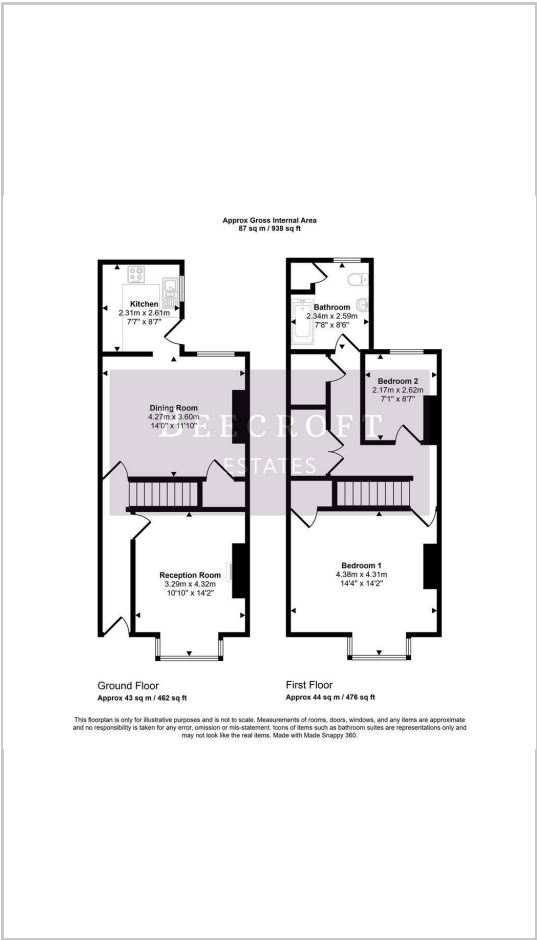 Approx Gross Internal Area
87 sq m / 938 sq ft
Kitchen
2.31m x 2.61m
7'7" x 8'7"
Dining Room
4.27m x 3.60m
14'0" x 11'10"
Reception Room
3.29m x 4.32m
10'10" x 14'2"
Ground Floor
Approx 43 sq m / 462 sq ft
Bathroom
2.34m x 2.59m
7'8" x 8'6"
Bedroom 2
2.17m x 2.62m
7'1" x 8'7"
Bedroom 1
4.38m x 4.31m
14'4" x 14'2"
First Floor
Approx 44 sq m / 476 sq ft
DEECROFT
ESTATES
This floorplan is only for illustrative purposes and is not to scale. Measurements of rooms, doors, windows, and any items are approximate
and no responsibility is taken for any error, omission or mis-statement. Icons of items such as bathroom suites are representations only and
may not look like the real items. Made with Made Snappy 360.